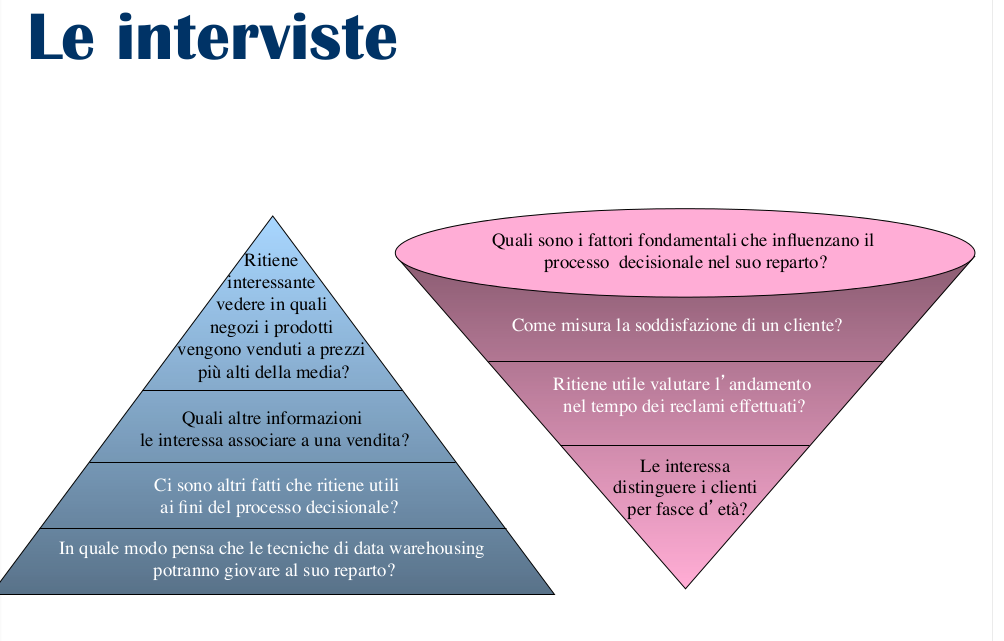 Le interviste
Ritiene
interessante
vedere in quali
negozi i prodotti
vengono venduti a prezzi
più alti della media?
Quali altre informazioni
le interessa associare a una vendita?
Ci sono altri fatti che ritiene utili
ai fini del processo decisionale?
In quale modo pensa che le tecniche di data warehousing
potranno giovare al suo reparto?
Quali sono i fattori fondamentali che influenzano il
processo decisionale nel suo reparto?
Come misura la soddisfazione di un cliente?
Ritiene utile valutare l’andamento
nel tempo dei reclami effettuati?
Le interessa
distinguere i clienti
per fasce d’età?